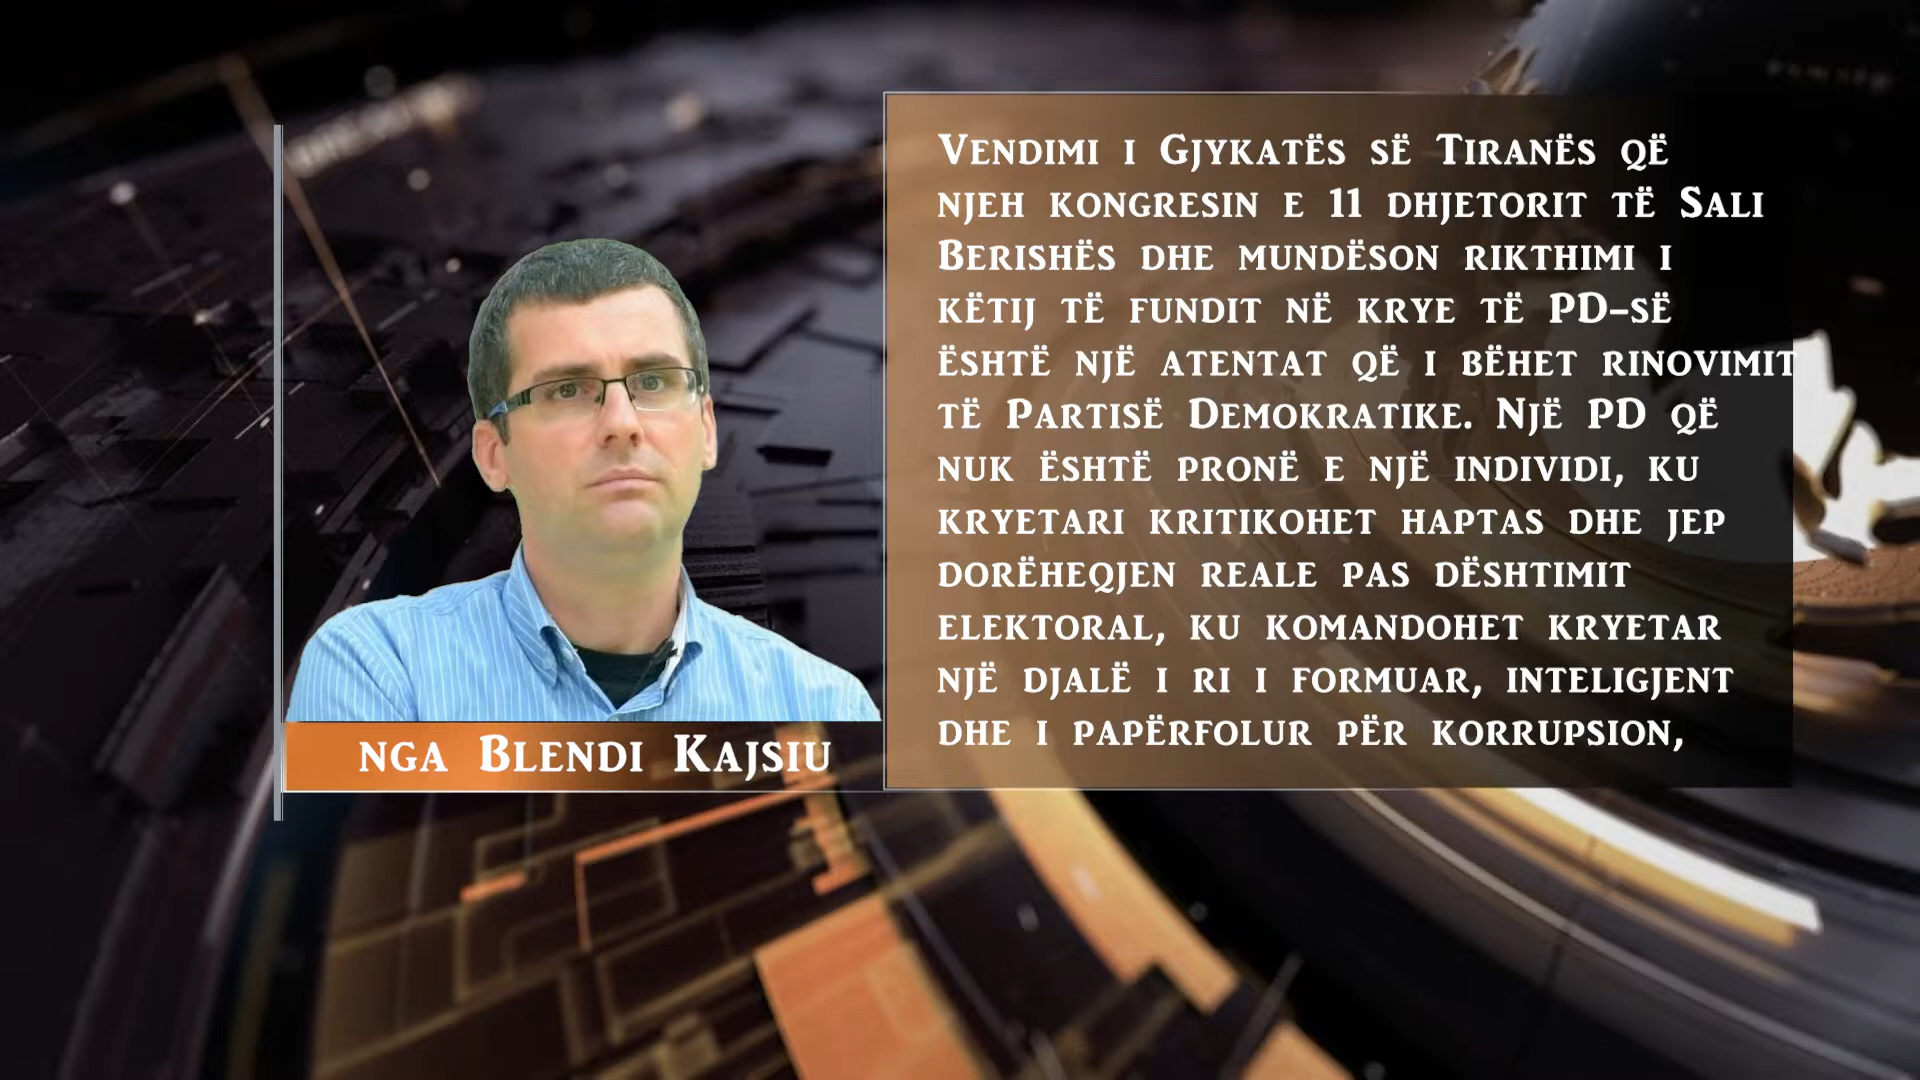 Vendimi i Gjykatës së Tiranës që
njeh kongresin e 11 dhjetorit të Sali
Berishës dhe mundëson rikthimi i
këtij të fundit në krye të PD-së
është një atentat që i bëhet rinovimit
të Partisë Demokratike. Një PD që
nuk është pronë e një individi, ku
kryetari kritikohet haptas dhe jep
dorëheqjen reale pas dështimit
elektoral, ku komandohet kryetar
një djalë i ri i formuar, inteligjent
dhe i papërfolur për korrupsion,
nga Blendi Kajsiu